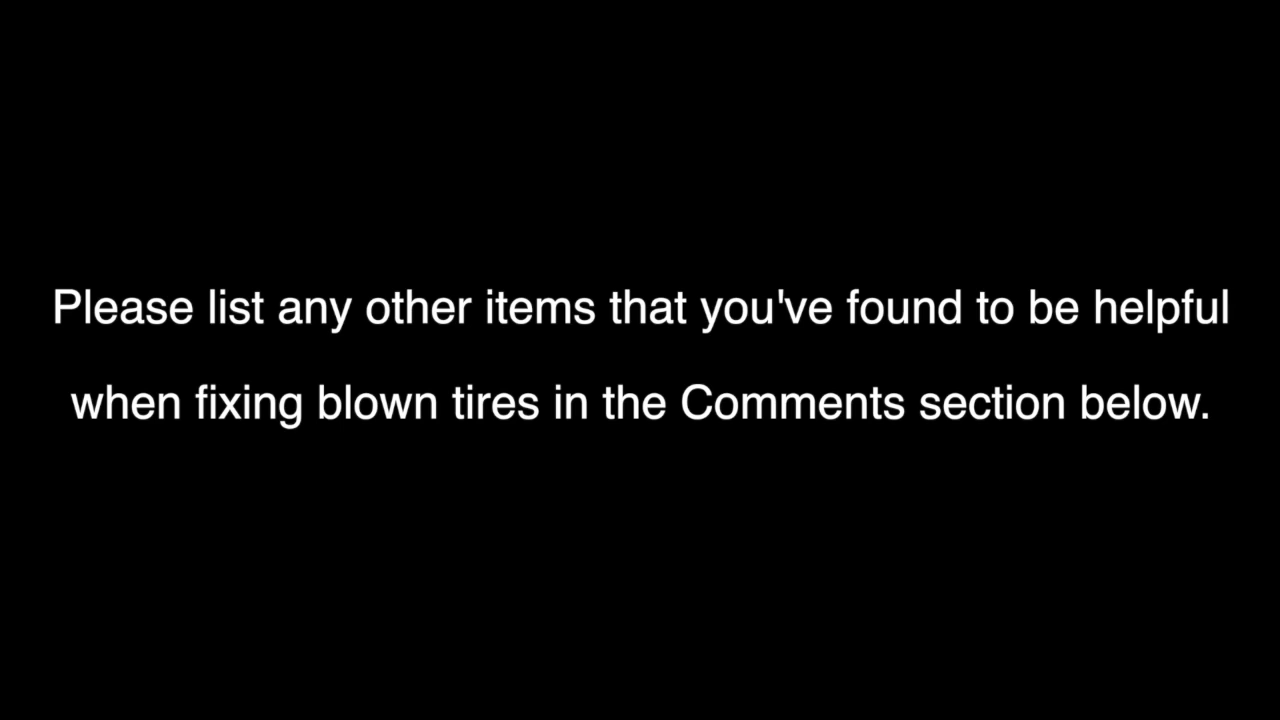 Please list any other items that you've found to be helpful
when fixing blown tires in the Comments section below.